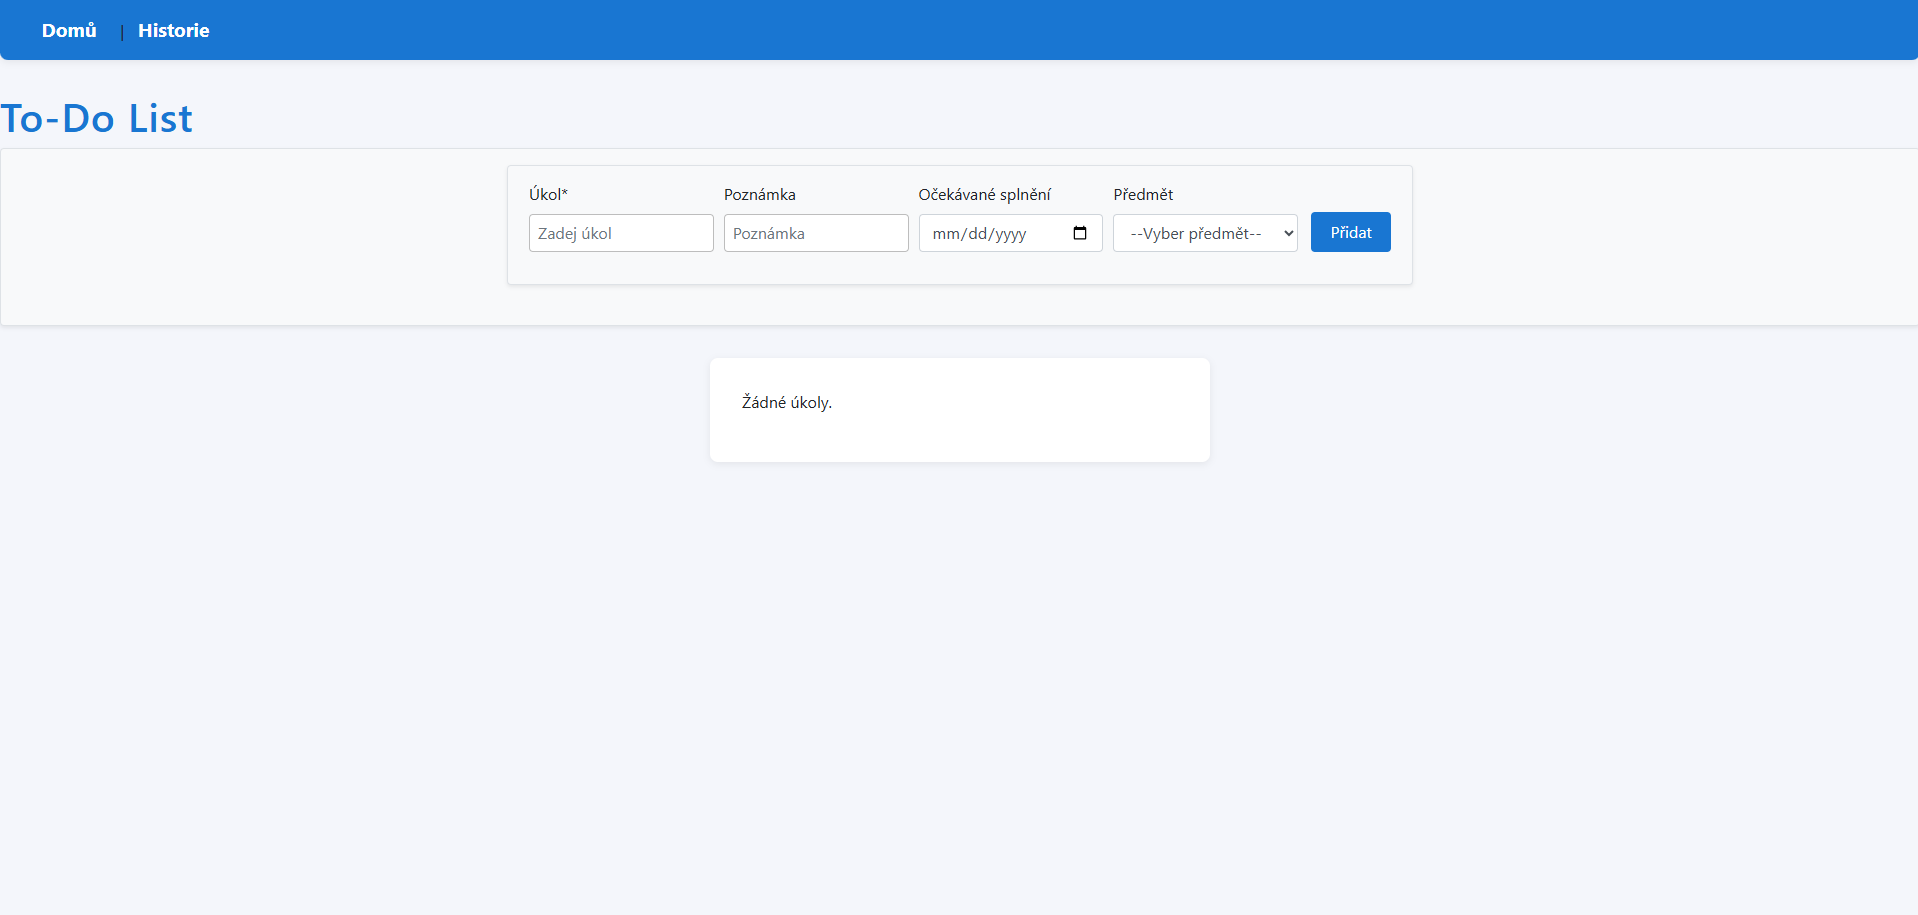 Domů | Historie
To-Do List
Úkol* Poznámka Očekávané splnění Předmět
Zadej úkol Poznámka mm/dd/yyyy --Vyber předmět-- Přidat
Žádné úkoly.